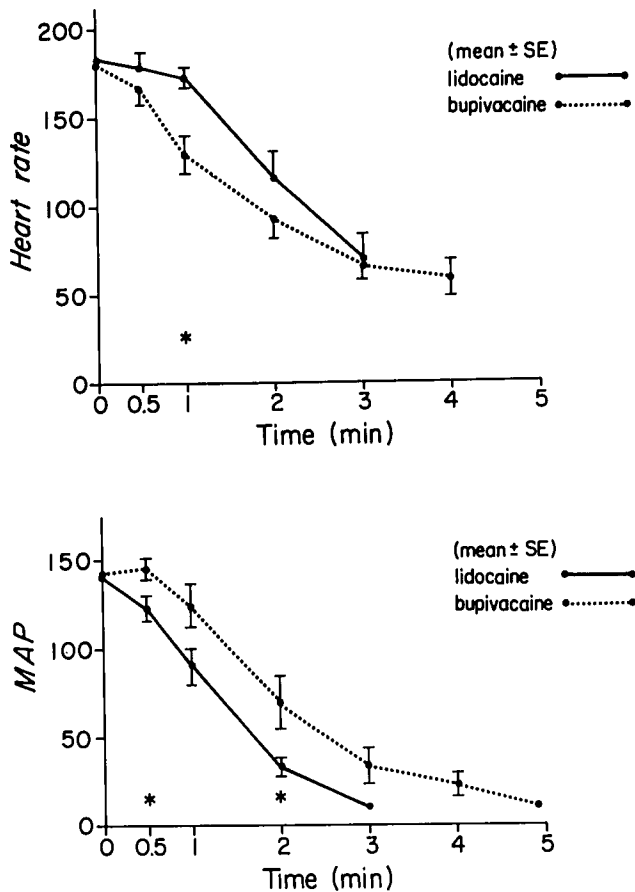 200
150
100
50
0
Heart rate
(mean ± SE)
lidocaine
bupivacaine
*
0 0.5 1 2 3 4 5
Time (min)
150
100
50
0
MAP
(mean ± SE)
lidocaine
bupivacaine
* *
0 0.5 1 2 3 4 5
Time (min)